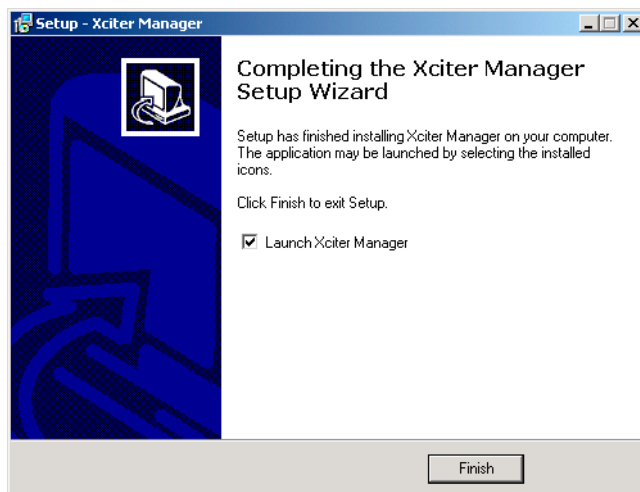 Setup - Xciter Manager
Completing the Xciter Manager
Setup Wizard
Setup has finished installing Xciter Manager on your computer.
The application may be launched by selecting the installed
icons.
Click Finish to exit Setup.
Launch Xciter Manager
Finish